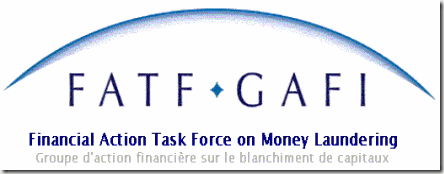 FATF✦GAFI
Financial Action Task Force on Money Laundering
Groupe d'action financière sur le blanchiment de capitaux